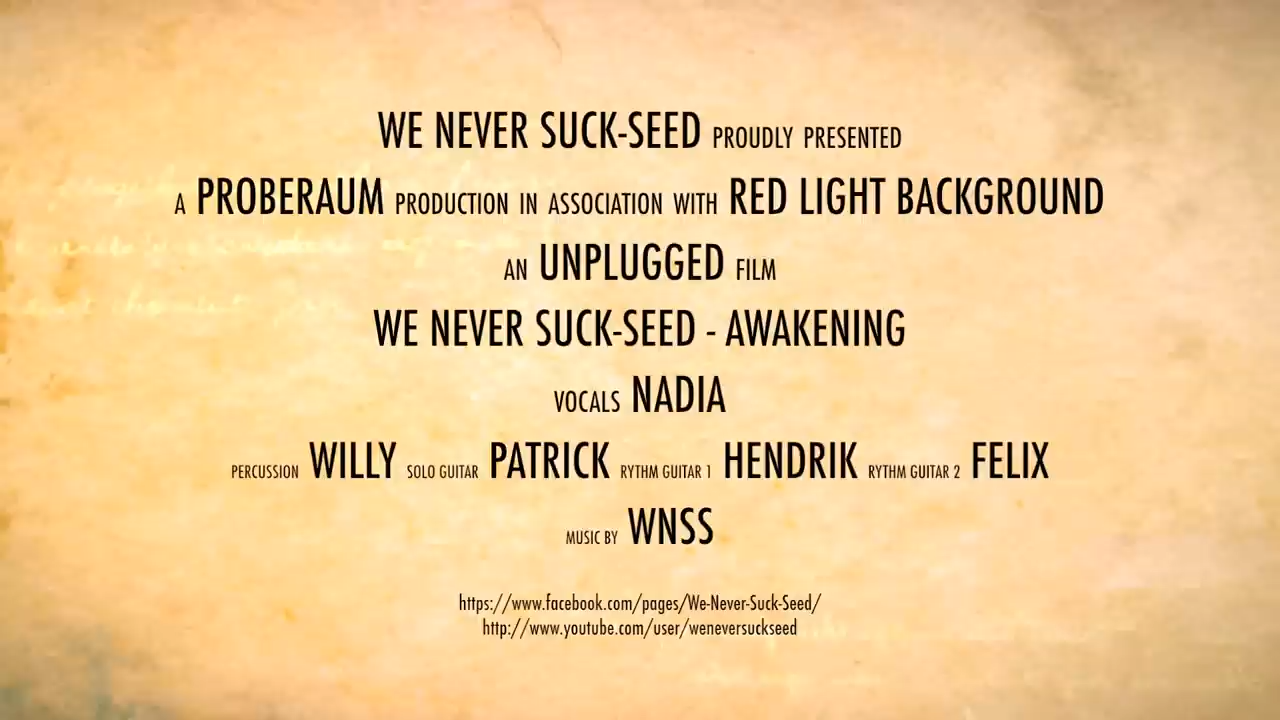 WE NEVER SUCK-SEED PROUDLY PRESENTED
A PROBERAUM PRODUCTION IN ASSOCIATION WITH RED LIGHT BACKGROUND
AN UNPLUGGED FILM
WE NEVER SUCK-SEED - AWAKENING
VOCALS NADIA
PERCUSSION WILLY SOLO GUITAR PATRICK RYTHM GUITAR 1 HENDRIK RYTHM GUITAR 2 FELIX
MUSIC BY WNSS
https://www.facebook.com/pages/We-Never-Suck-Seed/
http://www.youtube.com/user/weneversuckseed